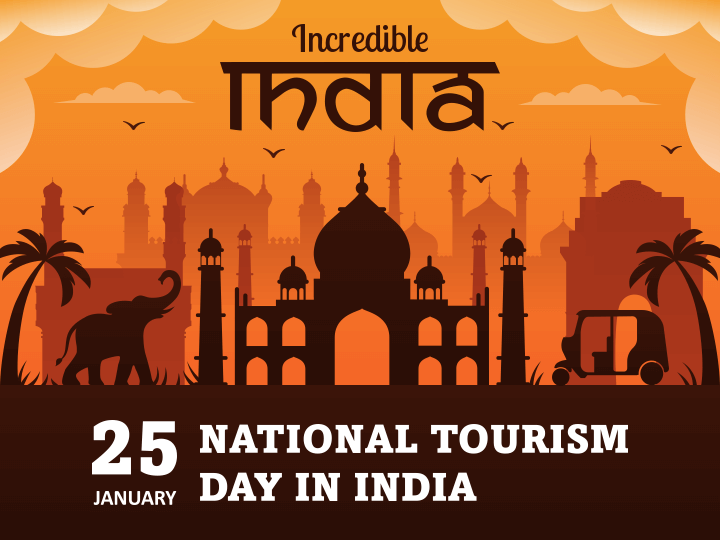 Incredible
India
25
JANUARY
NATIONAL TOURISM
DAY IN INDIA